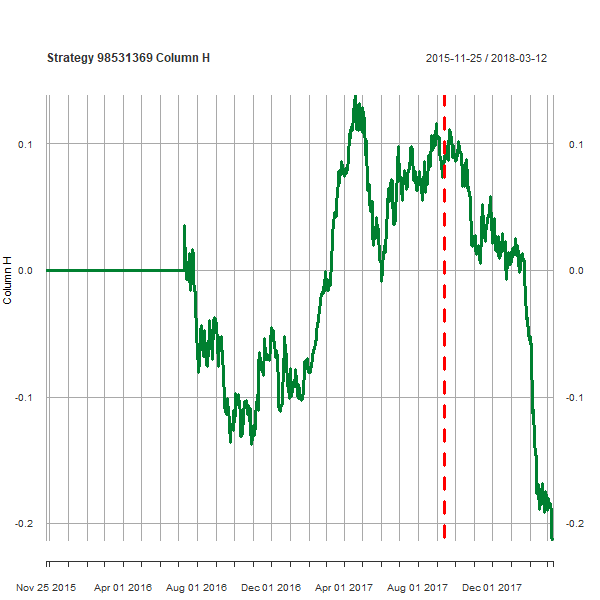 Strategy 98531369 Column H
2015-11-25 / 2018-03-12
0.1
0.1
0.0
0.0
-0.1
-0.1
-0.2
-0.2
Column H
Nov 25 2015
Apr 01 2016
Aug 01 2016
Dec 01 2016
Apr 01 2017
Aug 01 2017
Dec 01 2017